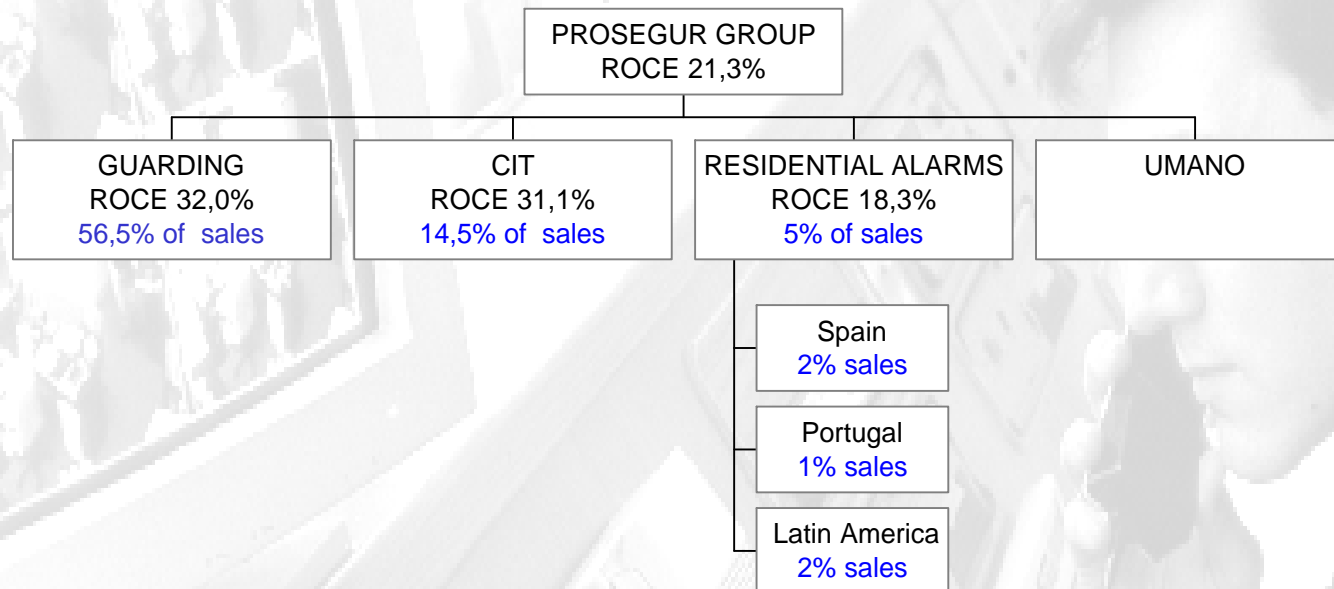 PROSEGUR GROUP
ROCE 21,3%
GUARDING
ROCE 32,0%
56,5% of sales
CIT
ROCE 31,1%
14,5% of sales
RESIDENTIAL ALARMS
ROCE 18,3%
5% of sales
UMANO
Spain
2% sales
Portugal
1% sales
Latin America
2% sales